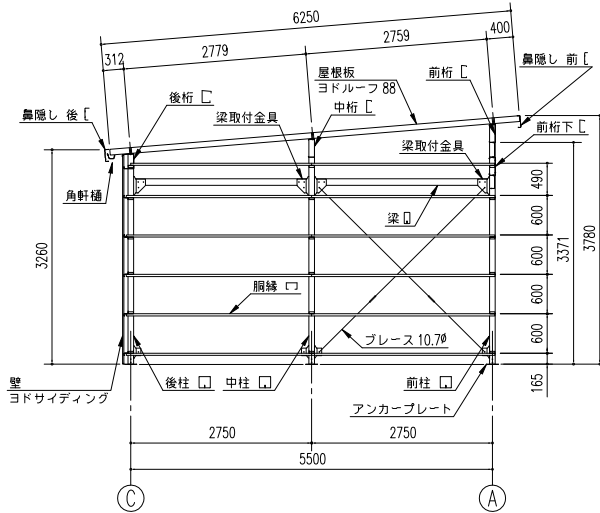 6250
312
2779
2759
400
鼻隠し 前
屋根板
ヨドルーフ 88
前桁
後桁
中桁
鼻隠し 後
梁取付金具
梁取付金具
前桁下
角軒樋
梁
490
600
600
600
600
165
3260
3371
3780
胴縁
ブレース 10.7φ
壁
ヨドサイディング
後柱
中柱
前柱
アンカープレート
2750
2750
5500
C
A